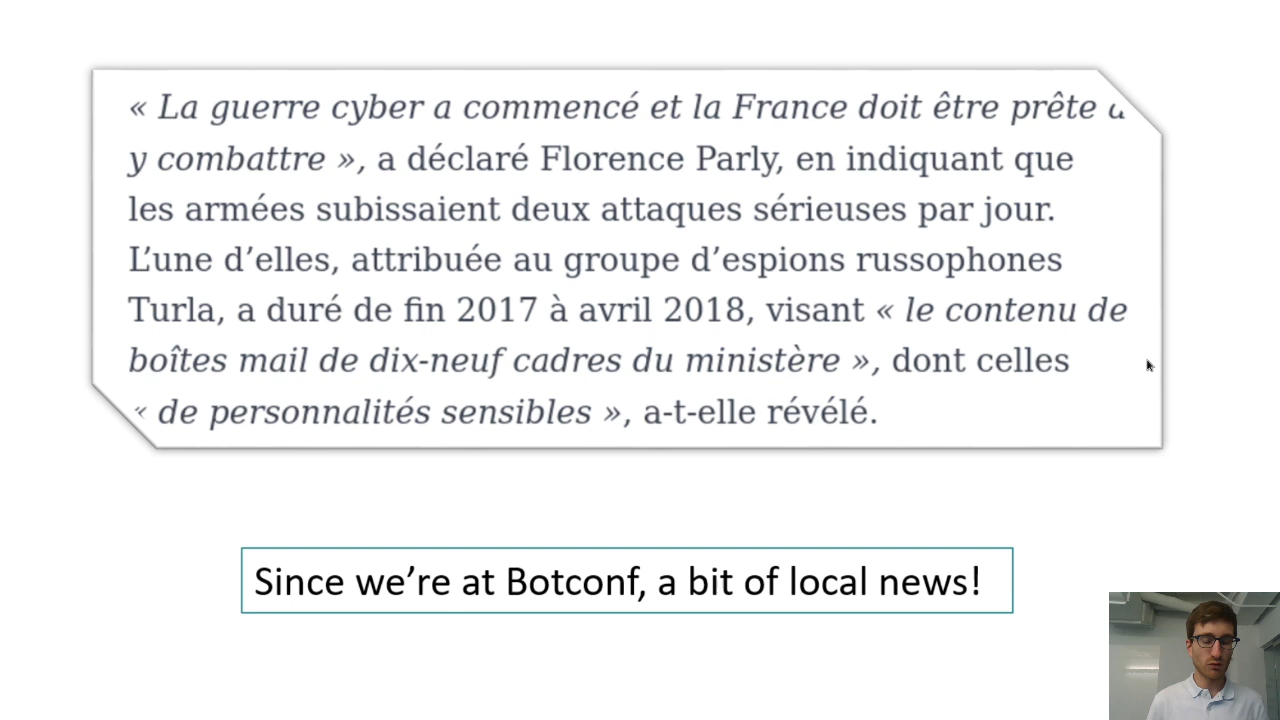 « La guerre cyber a commencé et la France doit être prête à
y combattre », a déclaré Florence Parly, en indiquant que
les armées subissaient deux attaques sérieuses par jour.
L’une d’elles, attribuée au groupe d’espions russophones
Turla, a duré de fin 2017 à avril 2018, visant « le contenu de
boîtes mail de dix-neuf cadres du ministère », dont celles
« de personnalités sensibles », a-t-elle révélé.
Since we’re at Botconf, a bit of local news!